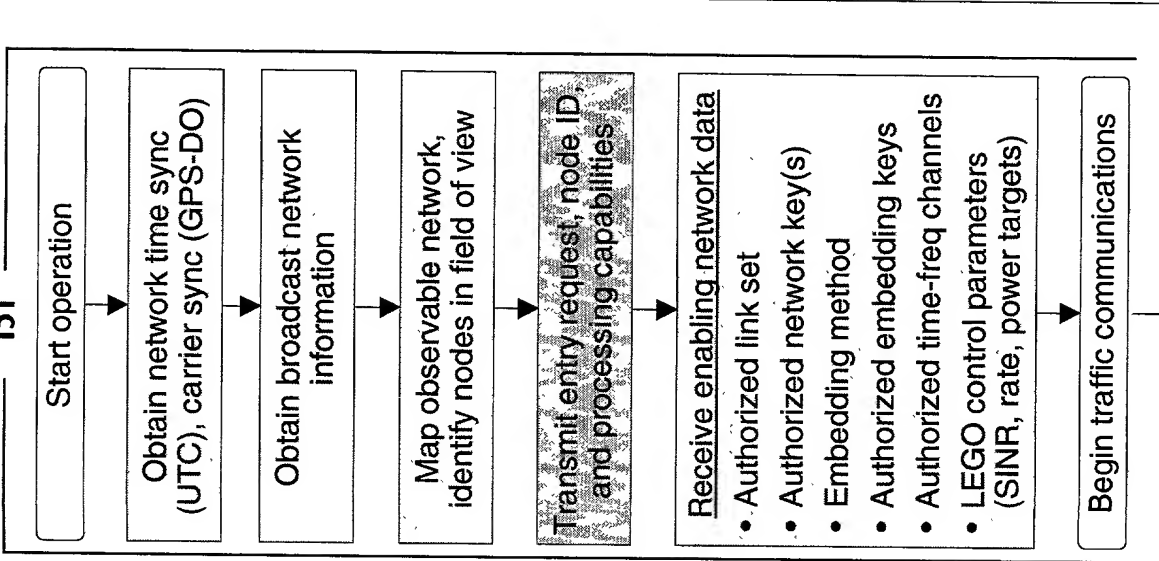 151
Start operation
Obtain network time sync
(UTC), carrier sync (GPS-DO)
Obtain broadcast network
information
Map observable network,
identify nodes in field of view
Transmit entry request, node ID,
and processing capabilities
Receive enabling network data
• Authorized link set
• Authorized network key(s)
• Embedding method
• Authorized embedding keys
• Authorized time-freq channels
• LEGO control parameters
(SINR, rate, power targets)
Begin traffic communications